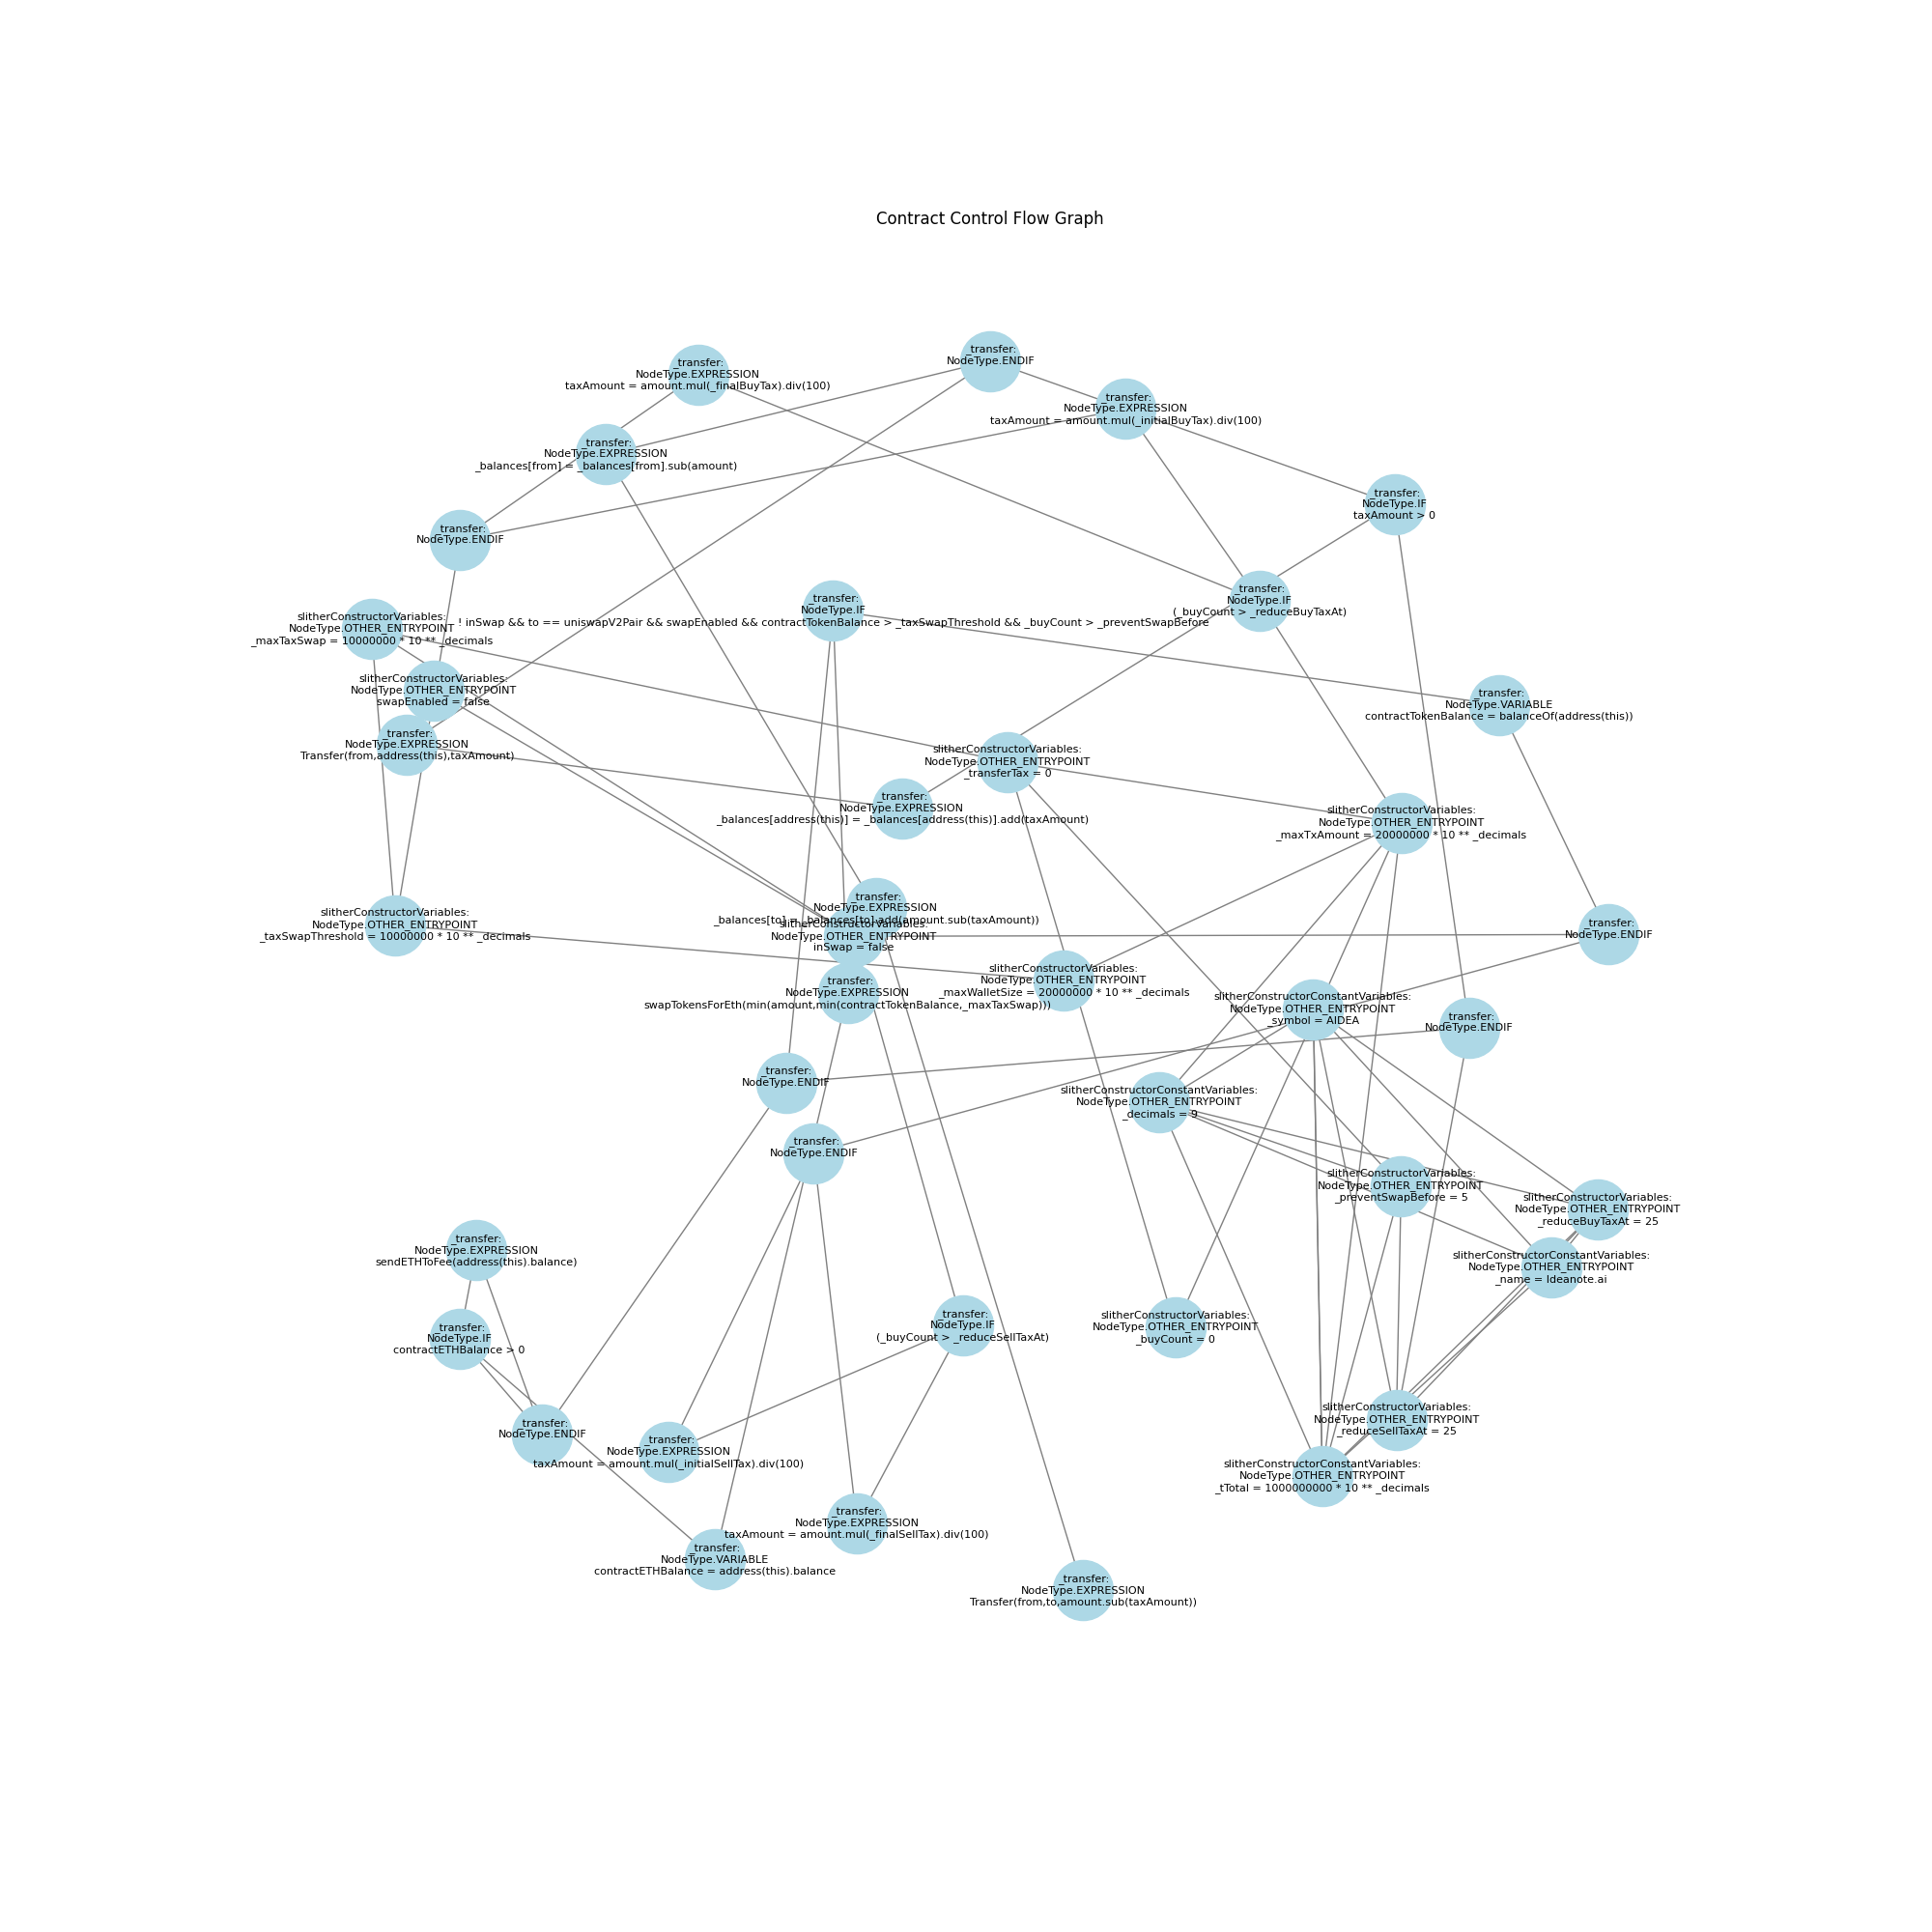 Contract Control Flow Graph
_transfer:
NodeType.ENDIF
_transfer:
NodeType.EXPRESSION
taxAmount = amount.mul(_finalBuyTax).div(100)
_transfer:
NodeType.EXPRESSION
taxAmount = amount.mul(_initialBuyTax).div(100)
_transfer:
NodeType.EXPRESSION
_balances[from] = _balances[from].sub(amount)
_transfer:
NodeType.IF
taxAmount > 0
_transfer:
NodeType.ENDIF
_transfer:
NodeType.IF
(_buyCount > _reduceBuyTaxAt)
_transfer:
NodeType.IF
! inSwap && to == uniswapV2Pair && swapEnabled && contractTokenBalance > _taxSwapThreshold && _buyCount > _preventSwapBefore
slitherConstructorVariables:
NodeType.OTHER_ENTRYPOINT
_maxTaxSwap = 10000000 * 10 ** _decimals
slitherConstructorVariables:
NodeType.OTHER_ENTRYPOINT
swapEnabled = false
_transfer:
NodeType.VARIABLE
contractTokenBalance = balanceOf(address(this))
_transfer:
NodeType.EXPRESSION
Transfer(from,address(this),taxAmount)
slitherConstructorVariables:
NodeType.OTHER_ENTRYPOINT
_transferTax = 0
_transfer:
NodeType.EXPRESSION
_balances[address(this)] = _balances[address(this)].add(taxAmount)
slitherConstructorVariables:
NodeType.OTHER_ENTRYPOINT
_maxTxAmount = 20000000 * 10 ** _decimals
_transfer:
NodeType.EXPRESSION
_balances[to] = _balances[to].add(amount.sub(taxAmount))
slitherConstructorVariables:
NodeType.OTHER_ENTRYPOINT
_taxSwapThreshold = 10000000 * 10 ** _decimals
slitherConstructorVariables:
NodeType.OTHER_ENTRYPOINT
inSwap = false
_transfer:
NodeType.ENDIF
slitherConstructorVariables:
NodeType.OTHER_ENTRYPOINT
_maxWalletSize = 20000000 * 10 ** _decimals
_transfer:
NodeType.EXPRESSION
swapTokensForEth(min(amount,min(contractTokenBalance,_maxTaxSwap)))
slitherConstructorConstantVariables:
NodeType.OTHER_ENTRYPOINT
_symbol = AIDEA
_transfer:
NodeType.ENDIF
_transfer:
NodeType.ENDIF
slitherConstructorConstantVariables:
NodeType.OTHER_ENTRYPOINT
_decimals = 9
_transfer:
NodeType.ENDIF
slitherConstructorVariables:
NodeType.OTHER_ENTRYPOINT
_preventSwapBefore = 5
slitherConstructorVariables:
NodeType.OTHER_ENTRYPOINT
_reduceBuyTaxAt = 25
_transfer:
NodeType.EXPRESSION
sendETHToFee(address(this).balance)
slitherConstructorConstantVariables:
NodeType.OTHER_ENTRYPOINT
_name = Ideanote.ai
_transfer:
NodeType.IF
contractETHBalance > 0
_transfer:
NodeType.IF
(_buyCount > _reduceSellTaxAt)
slitherConstructorVariables:
NodeType.OTHER_ENTRYPOINT
_buyCount = 0
_transfer:
NodeType.ENDIF
slitherConstructorVariables:
NodeType.OTHER_ENTRYPOINT
_reduceSellTaxAt = 25
_transfer:
NodeType.EXPRESSION
taxAmount = amount.mul(_initialSellTax).div(100)
slitherConstructorConstantVariables:
NodeType.OTHER_ENTRYPOINT
_tTotal = 1000000000 * 10 ** _decimals
_transfer:
NodeType.EXPRESSION
taxAmount = amount.mul(_finalSellTax).div(100)
_transfer:
NodeType.VARIABLE
contractETHBalance = address(this).balance
_transfer:
NodeType.EXPRESSION
Transfer(from,to,amount.sub(taxAmount))